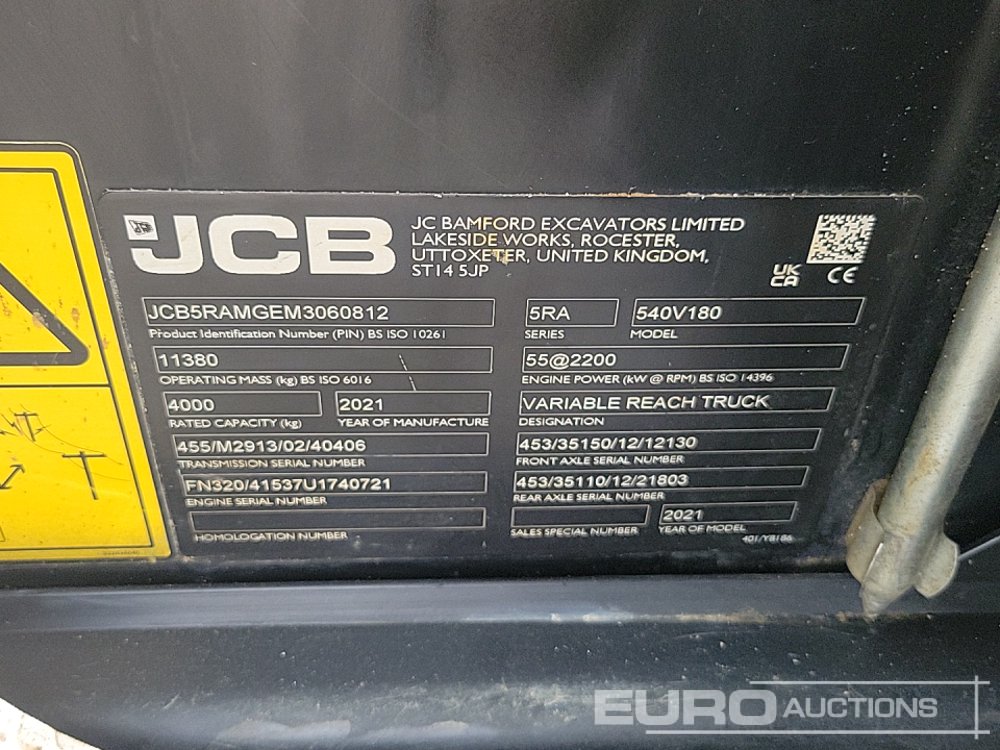 JCB
JC BAMFORD EXCAVATORS LIMITED
LAKESIDE WORKS, ROCESTER,
UTTOXETER, UNITED KINGDOM,
ST14 5JP
UK
CA CE
JCB5RAMGEM3060812
Product Identification Number (PIN) BS ISO 10261
5RA
SERIES
540V180
MODEL
11380
OPERATING MASS (kg) BS ISO 6016
55@2200
ENGINE POWER (kW @ RPM) BS ISO 14396
4000
RATED CAPACITY (kg)
2021
YEAR OF MANUFACTURE
VARIABLE REACH TRUCK
DESIGNATION
455/M2913/02/40406
TRANSMISSION SERIAL NUMBER
453/35150/12/12130
FRONT AXLE SERIAL NUMBER
FN320/41537U1740721
ENGINE SERIAL NUMBER
453/35110/12/21803
REAR AXLE SERIAL NUMBER
HOMOLOGATION NUMBER
SALES SPECIAL NUMBER
2021
YEAR OF MODEL
401/Y8186
EURO AUCTIONS